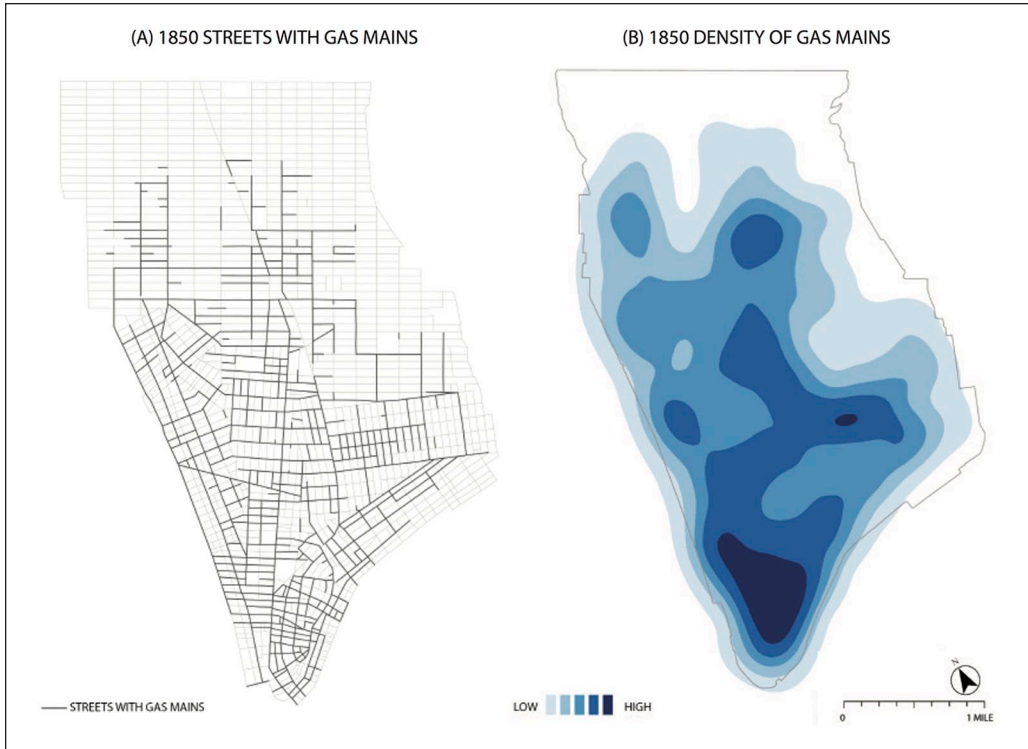 (A) 1850 STREETS WITH GAS MAINS
(B) 1850 DENSITY OF GAS MAINS
STREETS WITH GAS MAINS
LOW HIGH
N
0 1 MILE